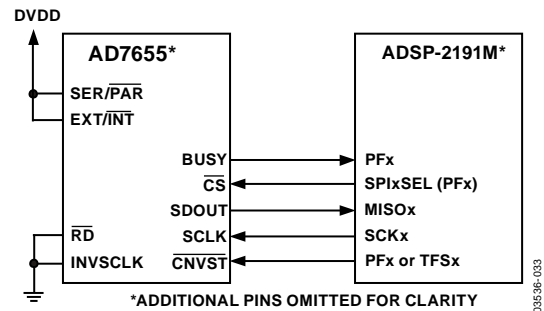 DVDD
AD7655*
ADSP-2191M*
SER/PAR
EXT/INT
BUSY
PFx
CS
SPIxSEL (PFx)
SDOUT
MISOx
RD
SCLK
SCKx
INVSCLK
CNVST
PFx or TFSx
*ADDITIONAL PINS OMITTED FOR CLARITY
03536-033